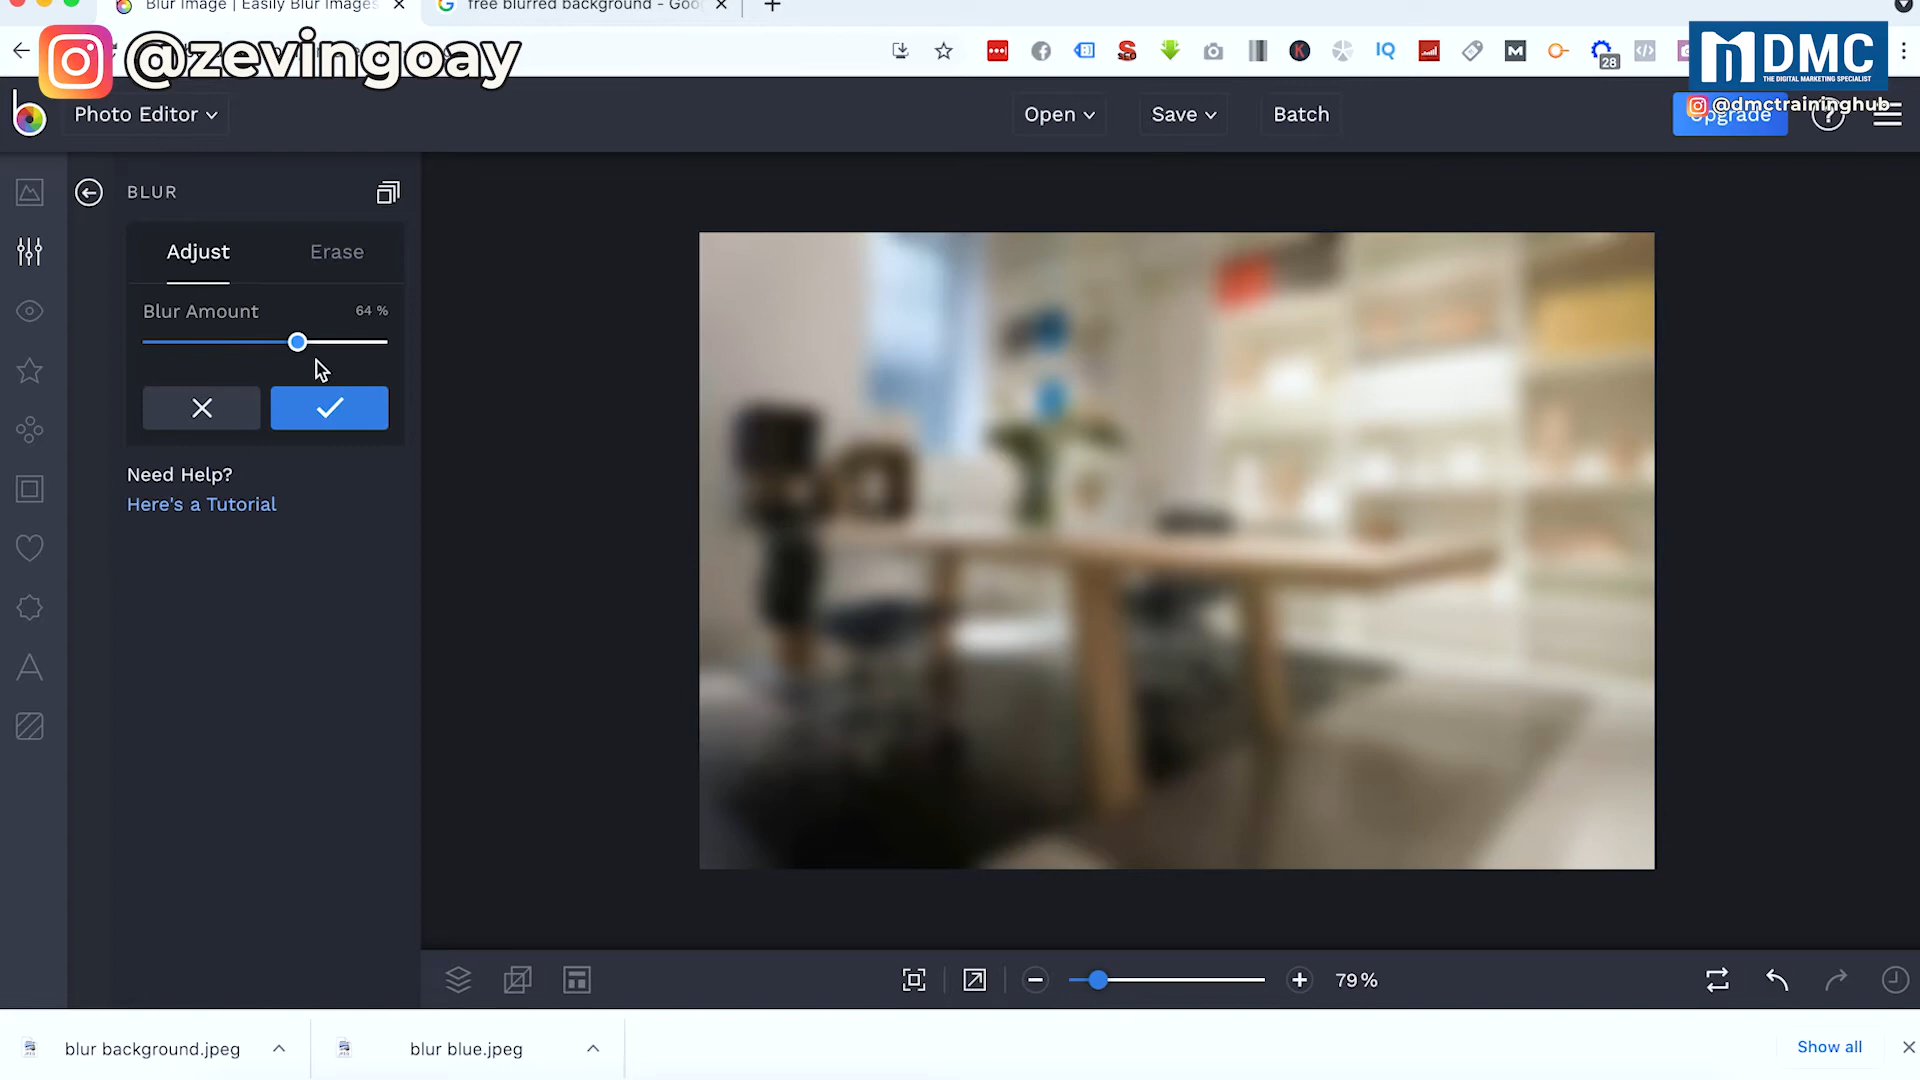 Blur Image | Easily Blur Images
free blurred background - Goo
@zevingoay
IQ
28
DMC
THE DIGITAL MARKETING SPECIALIST
@dmctraininghub
Photo Editor
Open
Save
Batch
Upgrade
BLUR
Adjust
Erase
Blur Amount
64 %
Need Help?
Here's a Tutorial
79 %
blur background.jpeg
blur blue.jpeg
Show all